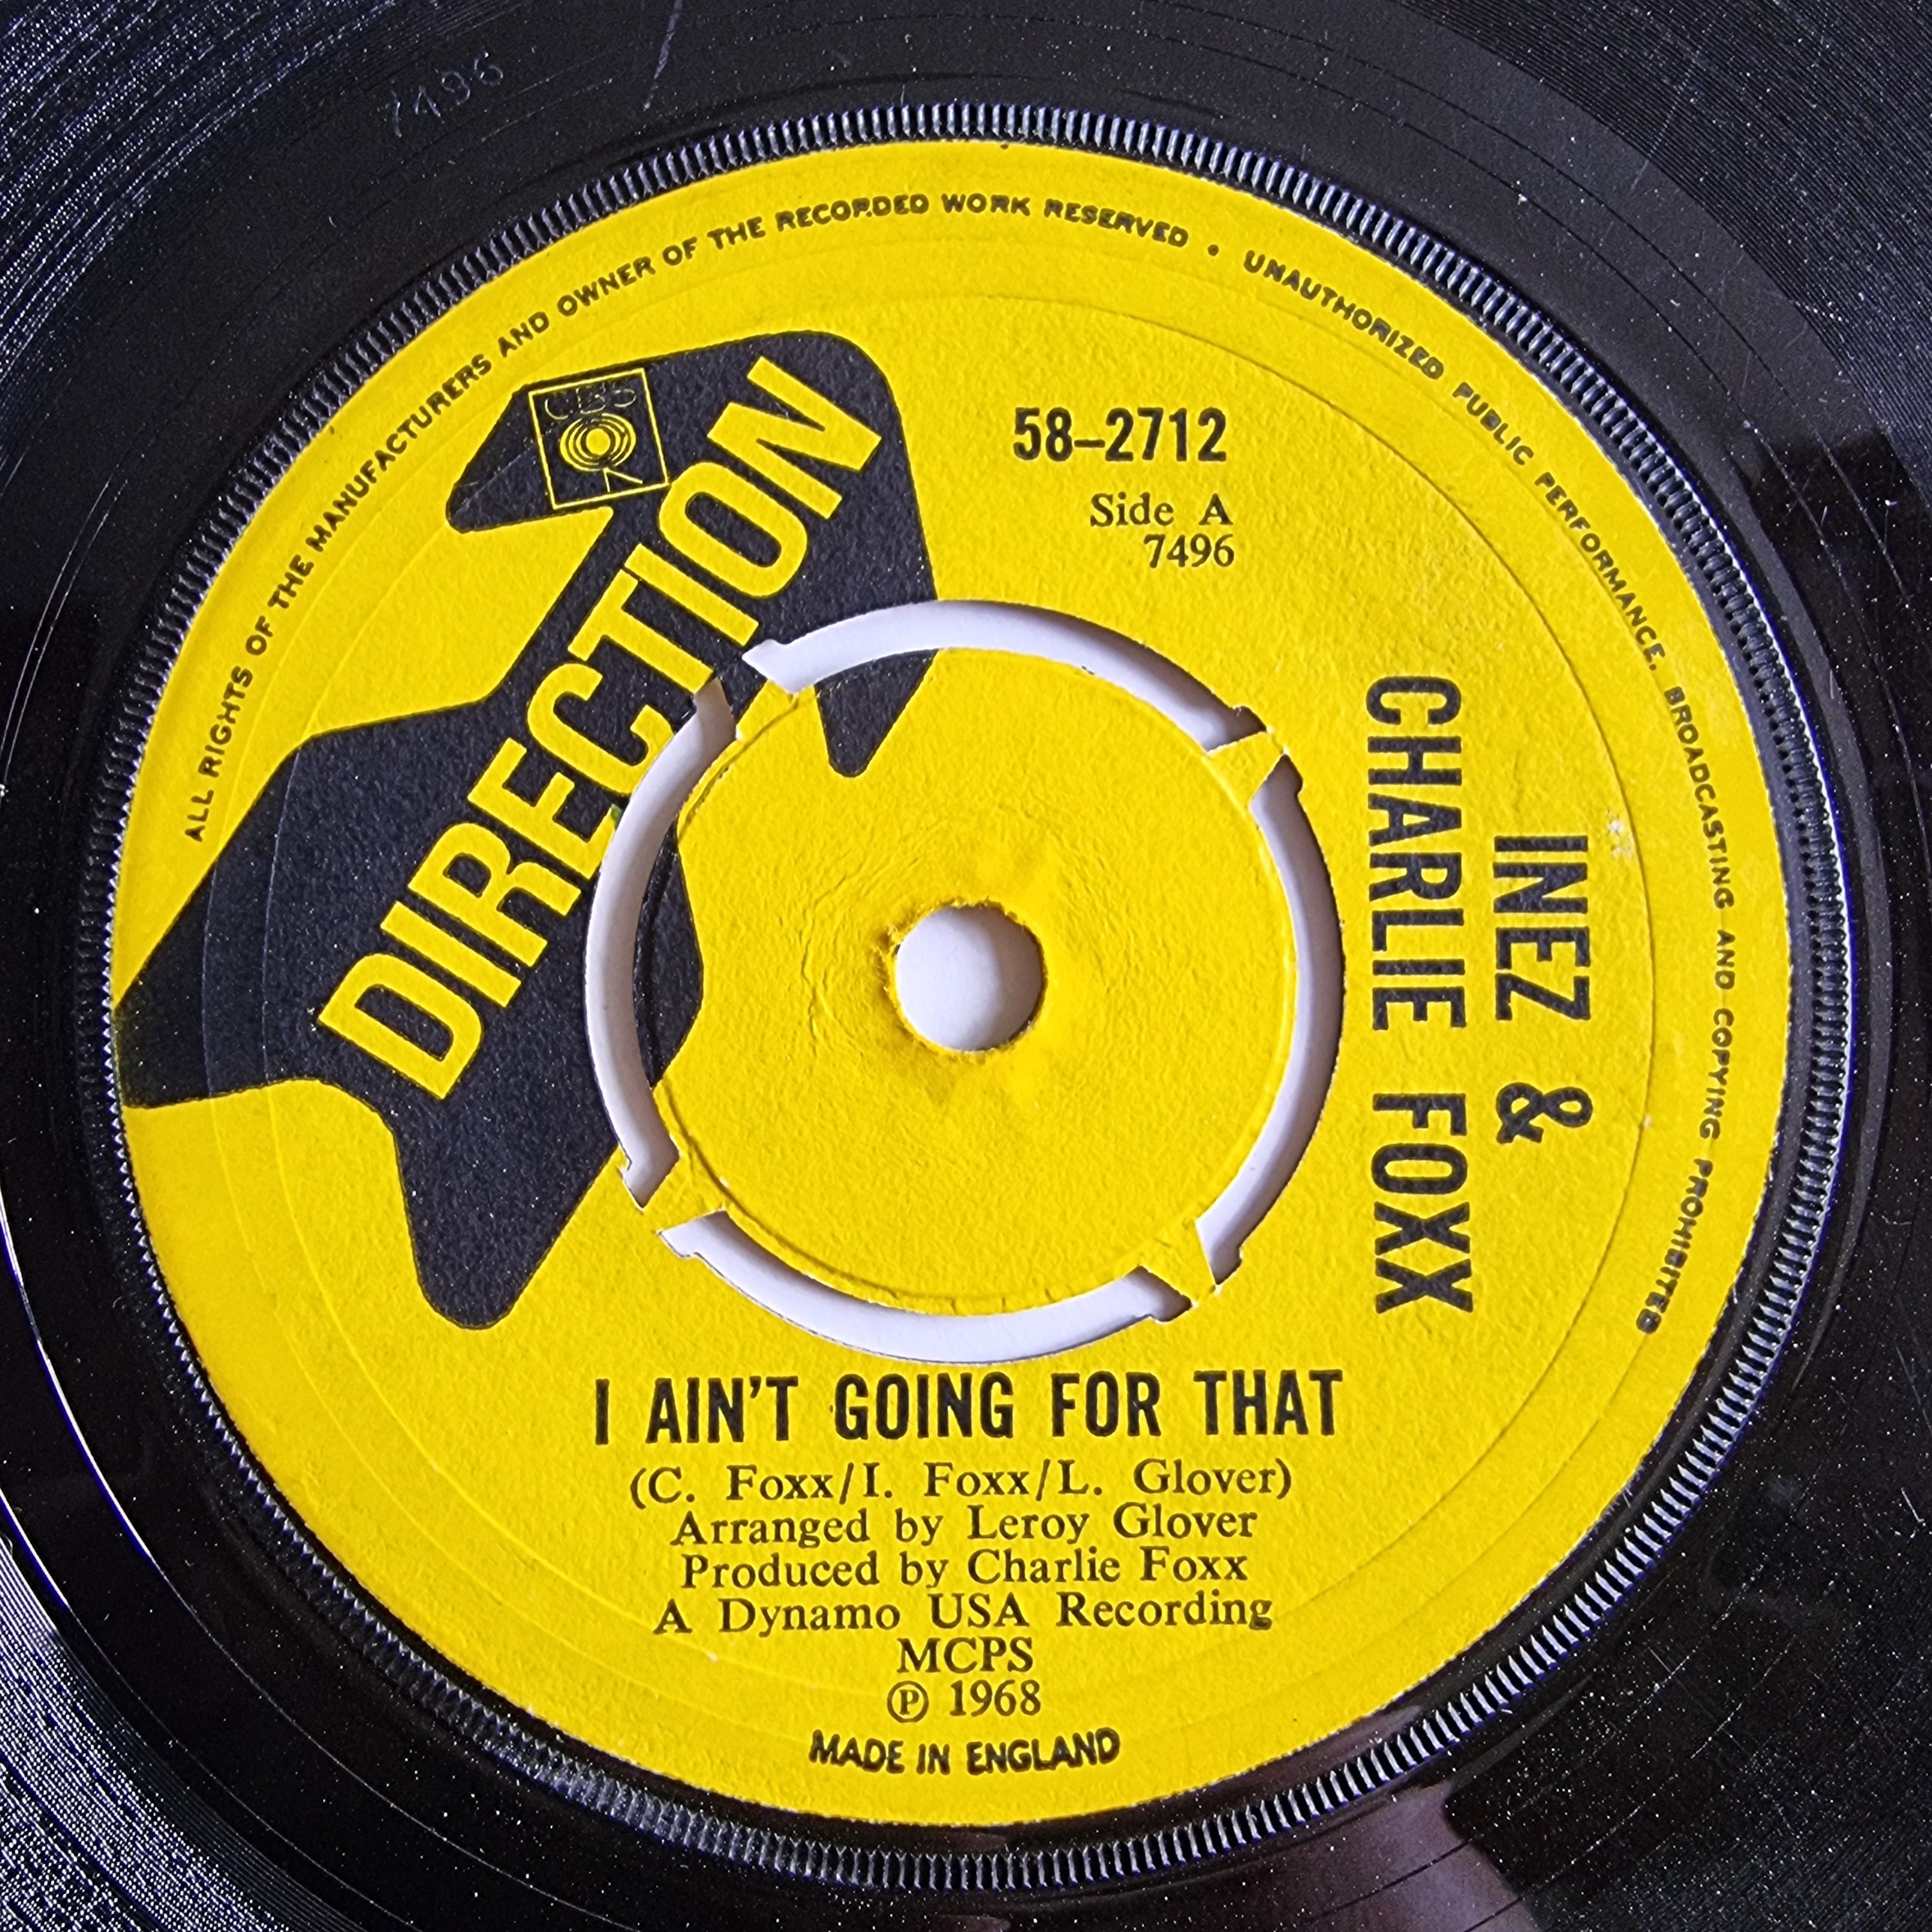 7496
ALL RIGHTS OF THE MANUFACTURERS AND OWNER OF THE RECORDED WORK RESERVED • UNAUTHORIZED PUBLIC PERFORMANCE. BROADCASTING AND COPYING PROHIBITED
CBS
DIRECTION
58-2712
Side A
7496
INEZ &
CHARLIE FOXX
I AIN'T GOING FOR THAT
(C. Foxx/I. Foxx/L. Glover)
Arranged by Leroy Glover
Produced by Charlie Foxx
A Dynamo USA Recording
MCPS
℗ 1968
MADE IN ENGLAND